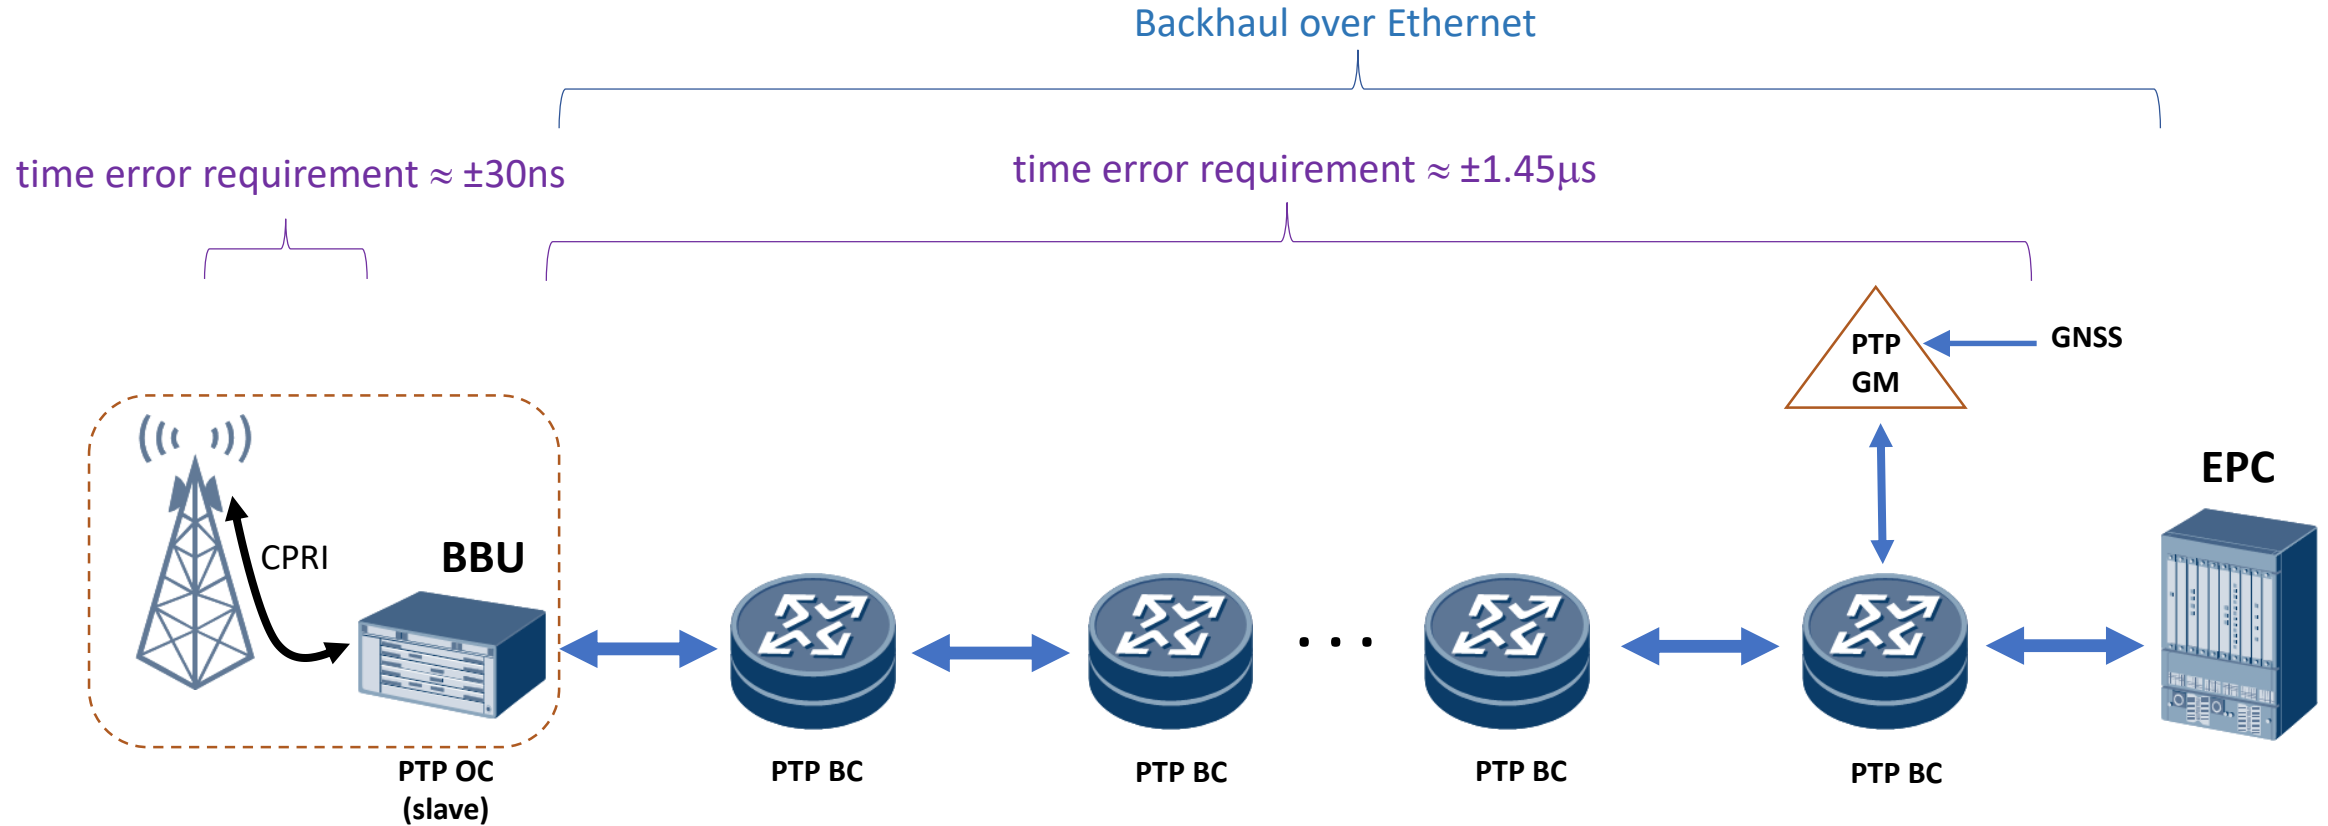 Backhaul over Ethernet
time error requirement ≈ ±30ns
time error requirement ≈ ±1.45μs
PTP
GM
GNSS
EPC
CPRI
BBU
. . .
PTP OC
(slave)
PTP BC
PTP BC
PTP BC
PTP BC